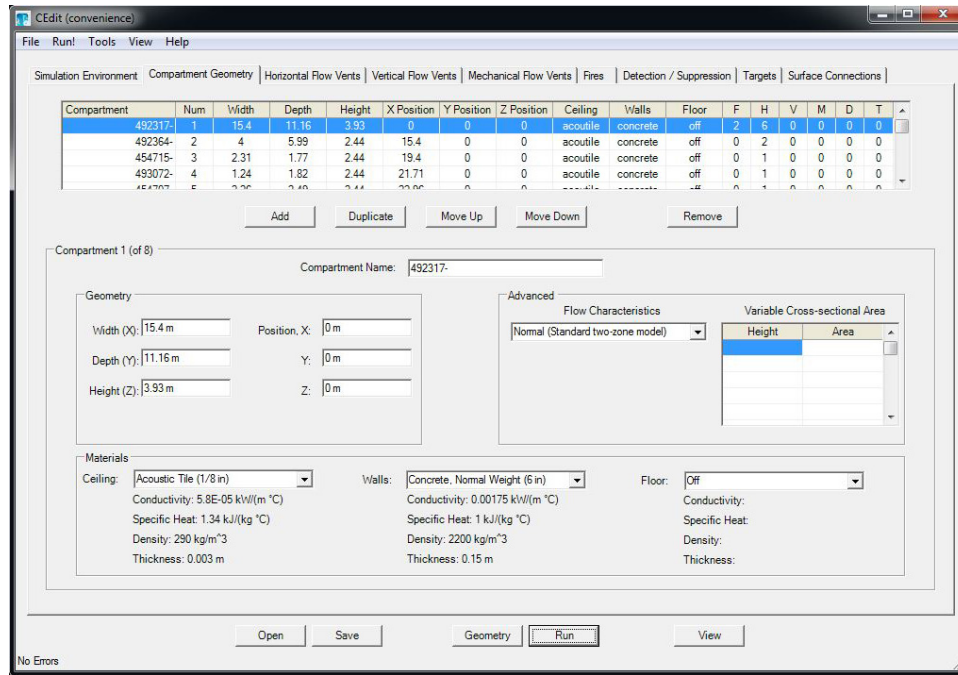 CEdit (convenience)
File Run! Tools View Help
Simulation Environment Compartment Geometry Horizontal Flow Vents Vertical Flow Vents Mechanical Flow Vents Fires Detection / Suppression Targets Surface Connections
Compartment Num Width Depth Height X Position Y Position Z Position Ceiling Walls Floor F H V M D T
492317- 1 15.4 11.16 3.93 0 0 0 acoutile concrete off 2 6 0 0 0 0
492364- 2 4 5.99 2.44 15.4 0 0 acoutile concrete off 0 2 0 0 0 0
454715- 3 2.31 1.77 2.44 19.4 0 0 acoutile concrete off 0 1 0 0 0 0
493072- 4 1.24 1.82 2.44 21.71 0 0 acoutile concrete off 0 1 0 0 0 0
Add Duplicate Move Up Move Down Remove
Compartment 1 (of 8)
Compartment Name: 492317-
Geometry Advanced
Flow Characteristics Variable Cross-sectional Area
Width (X): 15.4 m Position, X: 0 m Normal (Standard two-zone model) Height Area
Depth (Y): 11.16 m Y: 0 m
Height (Z): 3.93 m Z: 0 m
Materials
Ceiling: Acoustic Tile (1/8 in) Walls: Concrete, Normal Weight (6 in) Floor: Off
Conductivity: 5.8E-05 kW/(m °C) Conductivity: 0.00175 kW/(m °C) Conductivity:
Specific Heat: 1.34 kJ/(kg °C) Specific Heat: 1 kJ/(kg °C) Specific Heat:
Density: 290 kg/m^3 Density: 2200 kg/m^3 Density:
Thickness: 0.003 m Thickness: 0.15 m Thickness:
Open Save Geometry Run View
No Errors